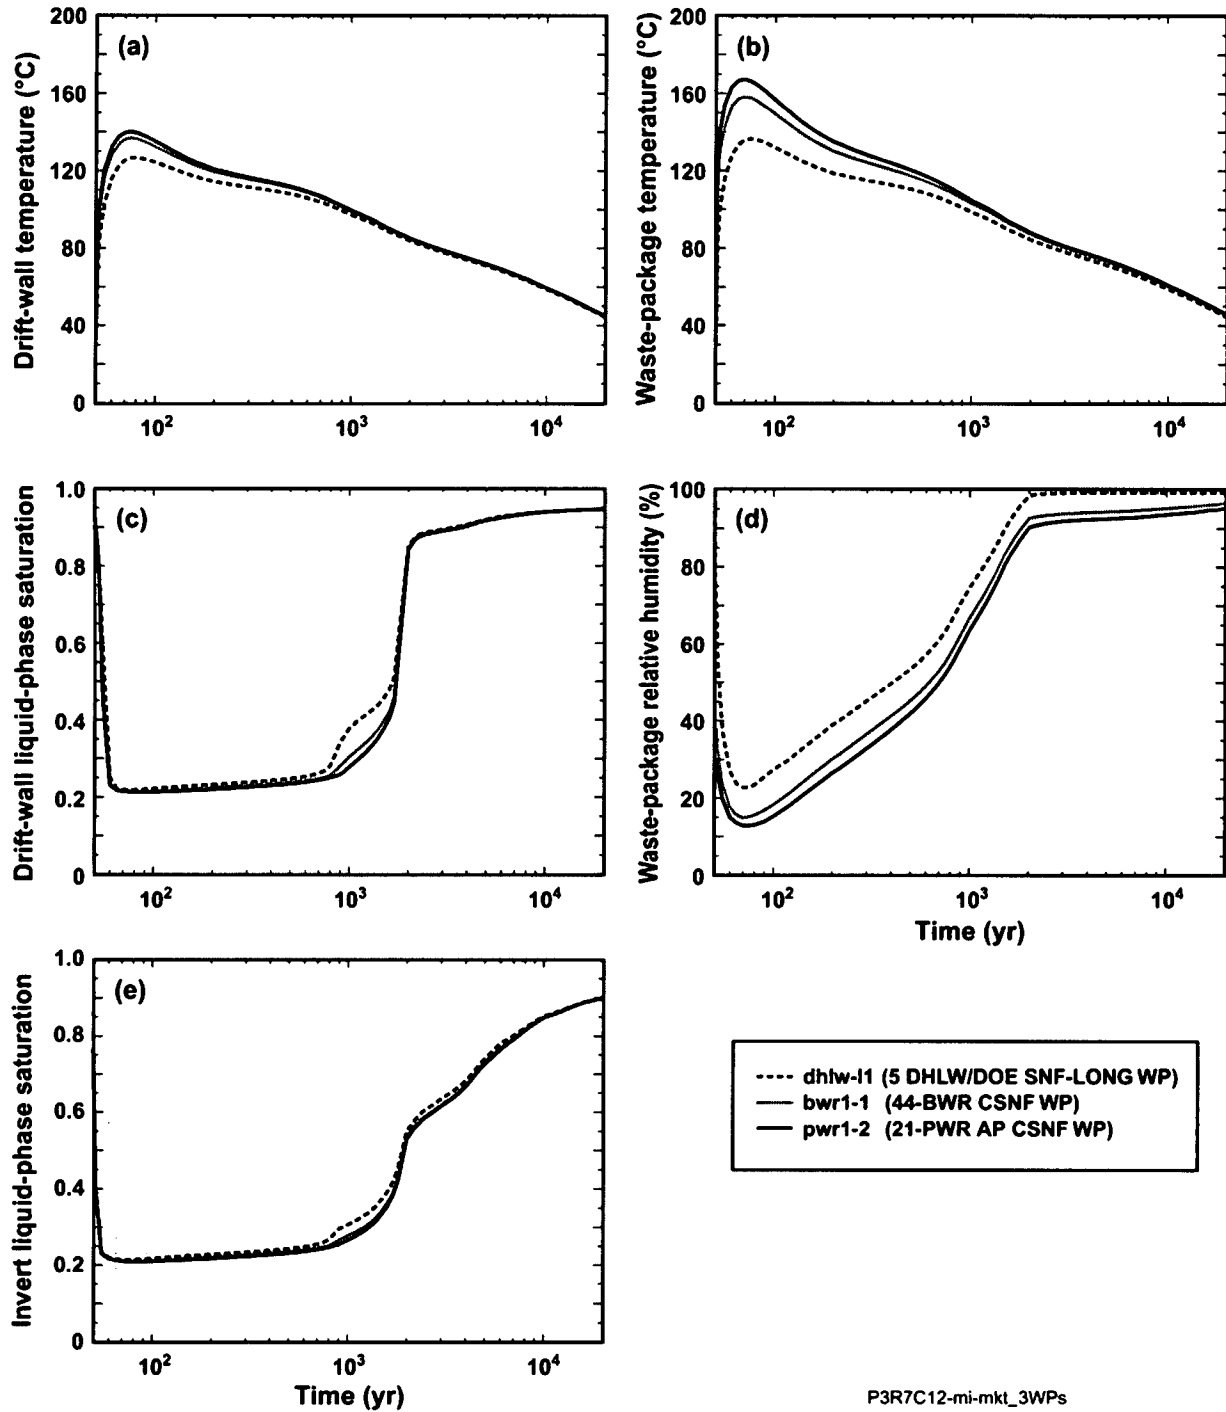 (a)
Drift-wall temperature (°C)
200
160
120
80
40
0
10²
10³
10⁴
(b)
Waste-package temperature (°C)
200
160
120
80
40
0
10²
10³
10⁴
(c)
Drift-wall liquid-phase saturation
1.0
0.8
0.6
0.4
0.2
0
10²
10³
10⁴
(d)
Waste-package relative humidity (%)
100
80
60
40
20
0
10²
10³
10⁴
Time (yr)
(e)
Invert liquid-phase saturation
1.0
0.8
0.6
0.4
0.2
0
10²
10³
10⁴
Time (yr)
dhlw-l1 (5 DHLW/DOE SNF-LONG WP)
bwr1-1 (44-BWR CSNF WP)
pwr1-2 (21-PWR AP CSNF WP)
P3R7C12-mi-mkt_3WPs